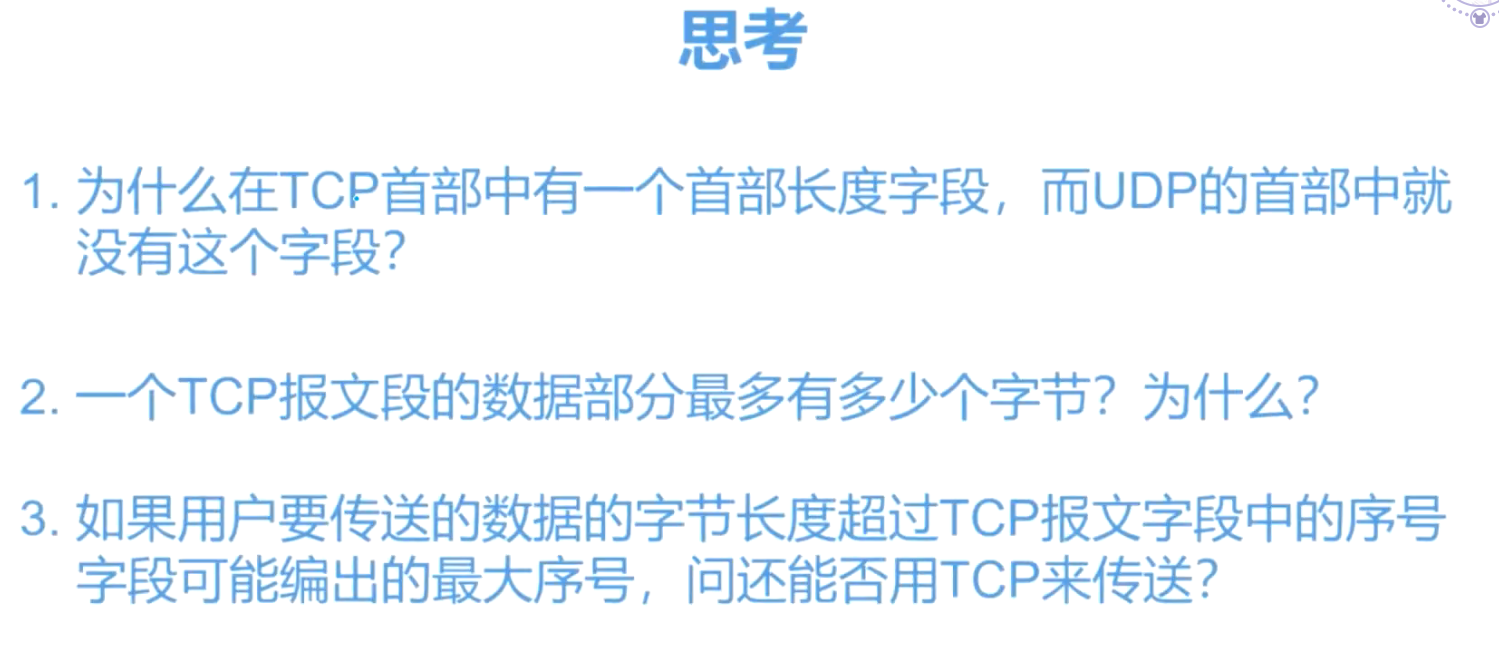 思考
1. 为什么在TCP首部中有一个首部长度字段，而UDP的首部中就
没有这个字段？
2. 一个TCP报文段的数据部分最多有多少个字节？为什么？
3. 如果用户要传送的数据的字节长度超过TCP报文字段中的序号
字段可能编出的最大序号，问还能否用TCP来传送？